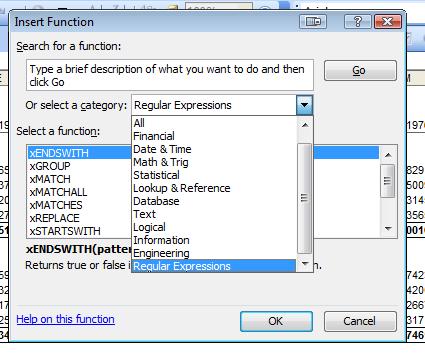 Insert Function
Search for a function:
Type a brief description of what you want to do and then
click Go
Go
Or select a category: Regular Expressions
All
Financial
Date & Time
Math & Trig
Statistical
Lookup & Reference
Database
Text
Logical
Information
Engineering
Regular Expressions
Select a function:
xENDSWITH
xGROUP
xMATCH
xMATCHALL
xMATCHES
xREPLACE
xSTARTSWITH
xENDSWITH(patte
Returns true or false i
Help on this function
OK
Cancel